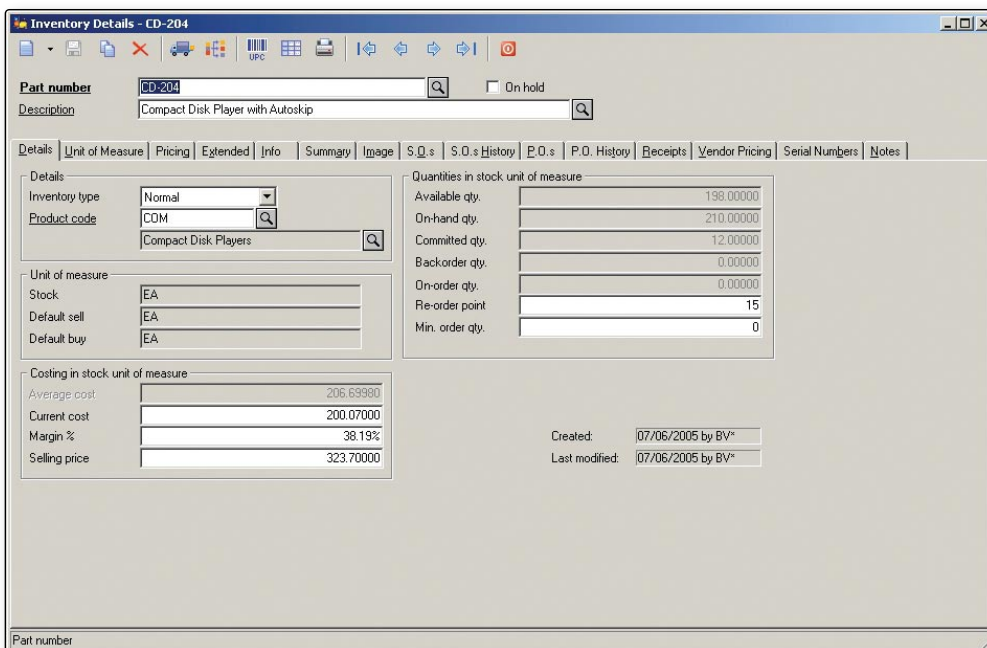 Inventory Details - CD-204
UPC
Part number CD-204 On hold
Description Compact Disk Player with Autoskip
Details Unit of Measure Pricing Extended Info Summary Image S.O.s S.O.s History P.O.s P.O. History Receipts Vendor Pricing Serial Numbers Notes
Details
Inventory type Normal
Product code COM
Compact Disk Players
Unit of measure
Stock EA
Default sell EA
Default buy EA
Costing in stock unit of measure
Average cost 206.69980
Current cost 200.07000
Margin % 38.19%
Selling price 323.70000
Quantities in stock unit of measure
Available qty. 198.00000
On-hand qty. 210.00000
Committed qty. 12.00000
Backorder qty. 0.00000
On-order qty. 0.00000
Re-order point 15
Min. order qty. 0
Created: 07/06/2005 by BV*
Last modified: 07/06/2005 by BV*
Part number